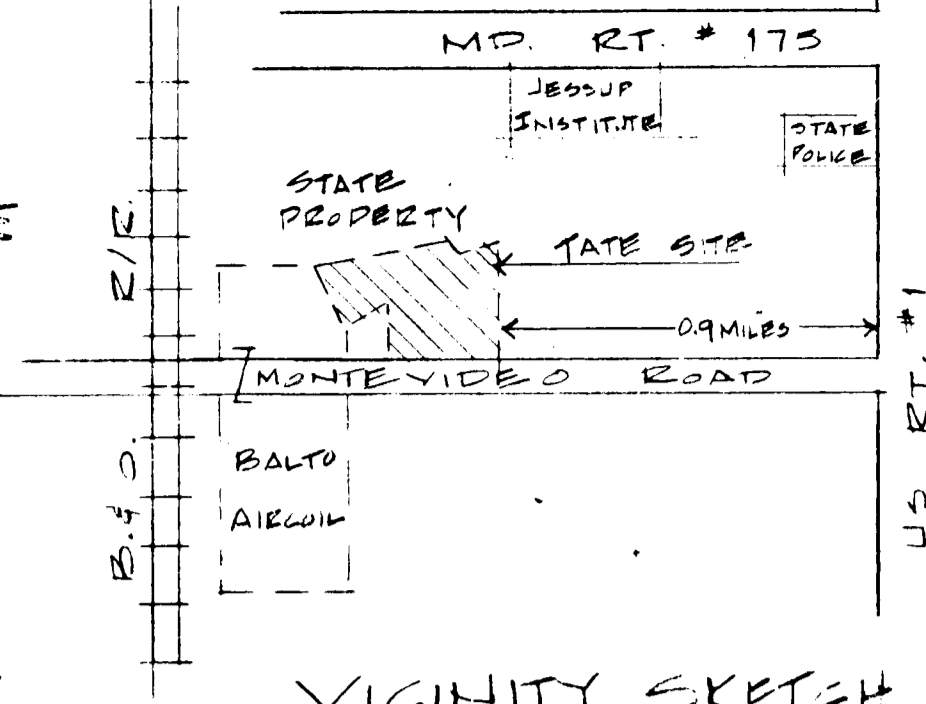 MD. RT. # 175
JESSUP
INSTITUTE
STATE
POLICE
STATE
PROPERTY
TATE SITE
0.9 MILES
R/R.
B.& O.
US RT. #1
MONTEVIDEO ROAD
BALTO
AIRCOIL
VICINITY SKETCH